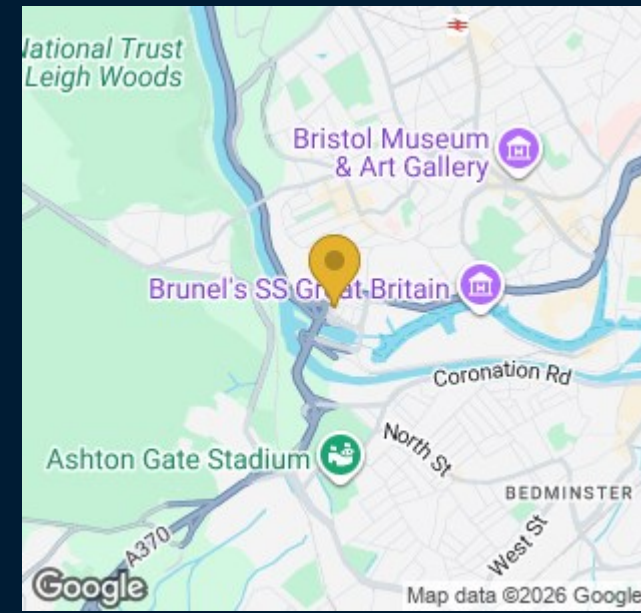 National Trust
Leigh Woods
Bristol Museum
& Art Gallery
Brunel's SS Great Britain
Coronation Rd
North St
Ashton Gate Stadium
BEDMINSTER
West St
A370
Google
Map data ©2026 Google